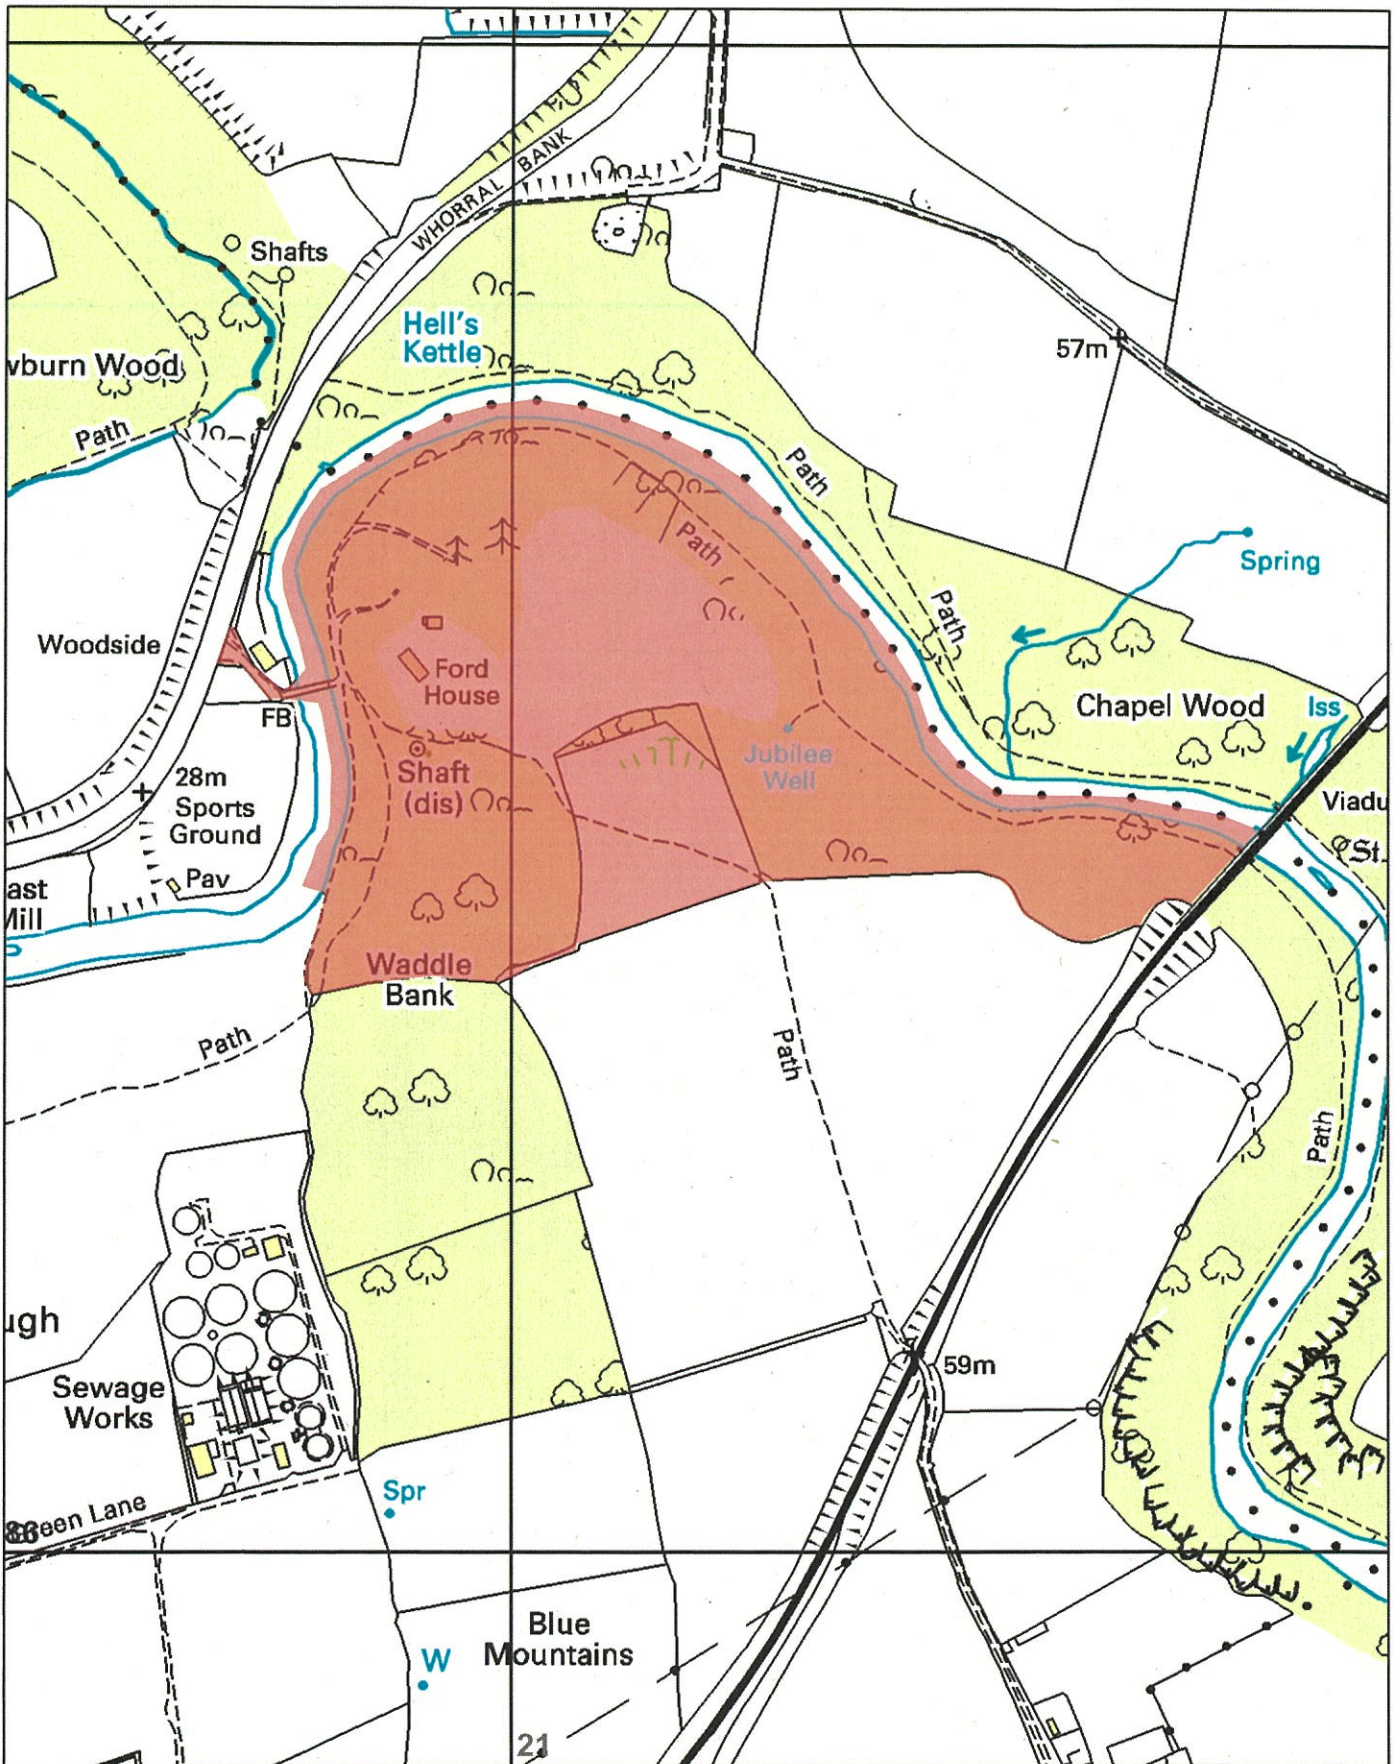 WHORRAL BANK
Shafts
Hell's
Kettle
57m
wburn Wood
Path
Path
Path
Spring
Path
Woodside
Ford
House
Chapel Wood
Iss
FB
Jubilee
Well
28m
Sports
Ground
Shaft
(dis)
Viadu
St
Pav
ast
Mill
Waddle
Bank
Path
Path
Path
ugh
59m
Sewage
Works
Spr
Green Lane
86
Blue
Mountains
W
21